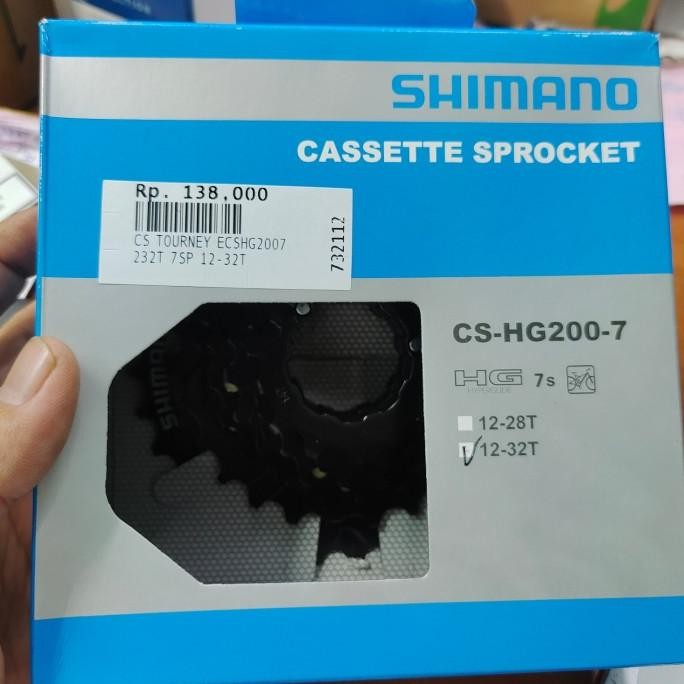 SHIMANO
CASSETTE SPROCKET
Rp. 138,000
CS TOURNEY ECSHG2007
232T 7SP 12-32T
732112
CS-HG200-7
HG 7s
HYPERGLIDE
12-28T
12-32T
SHIMANO